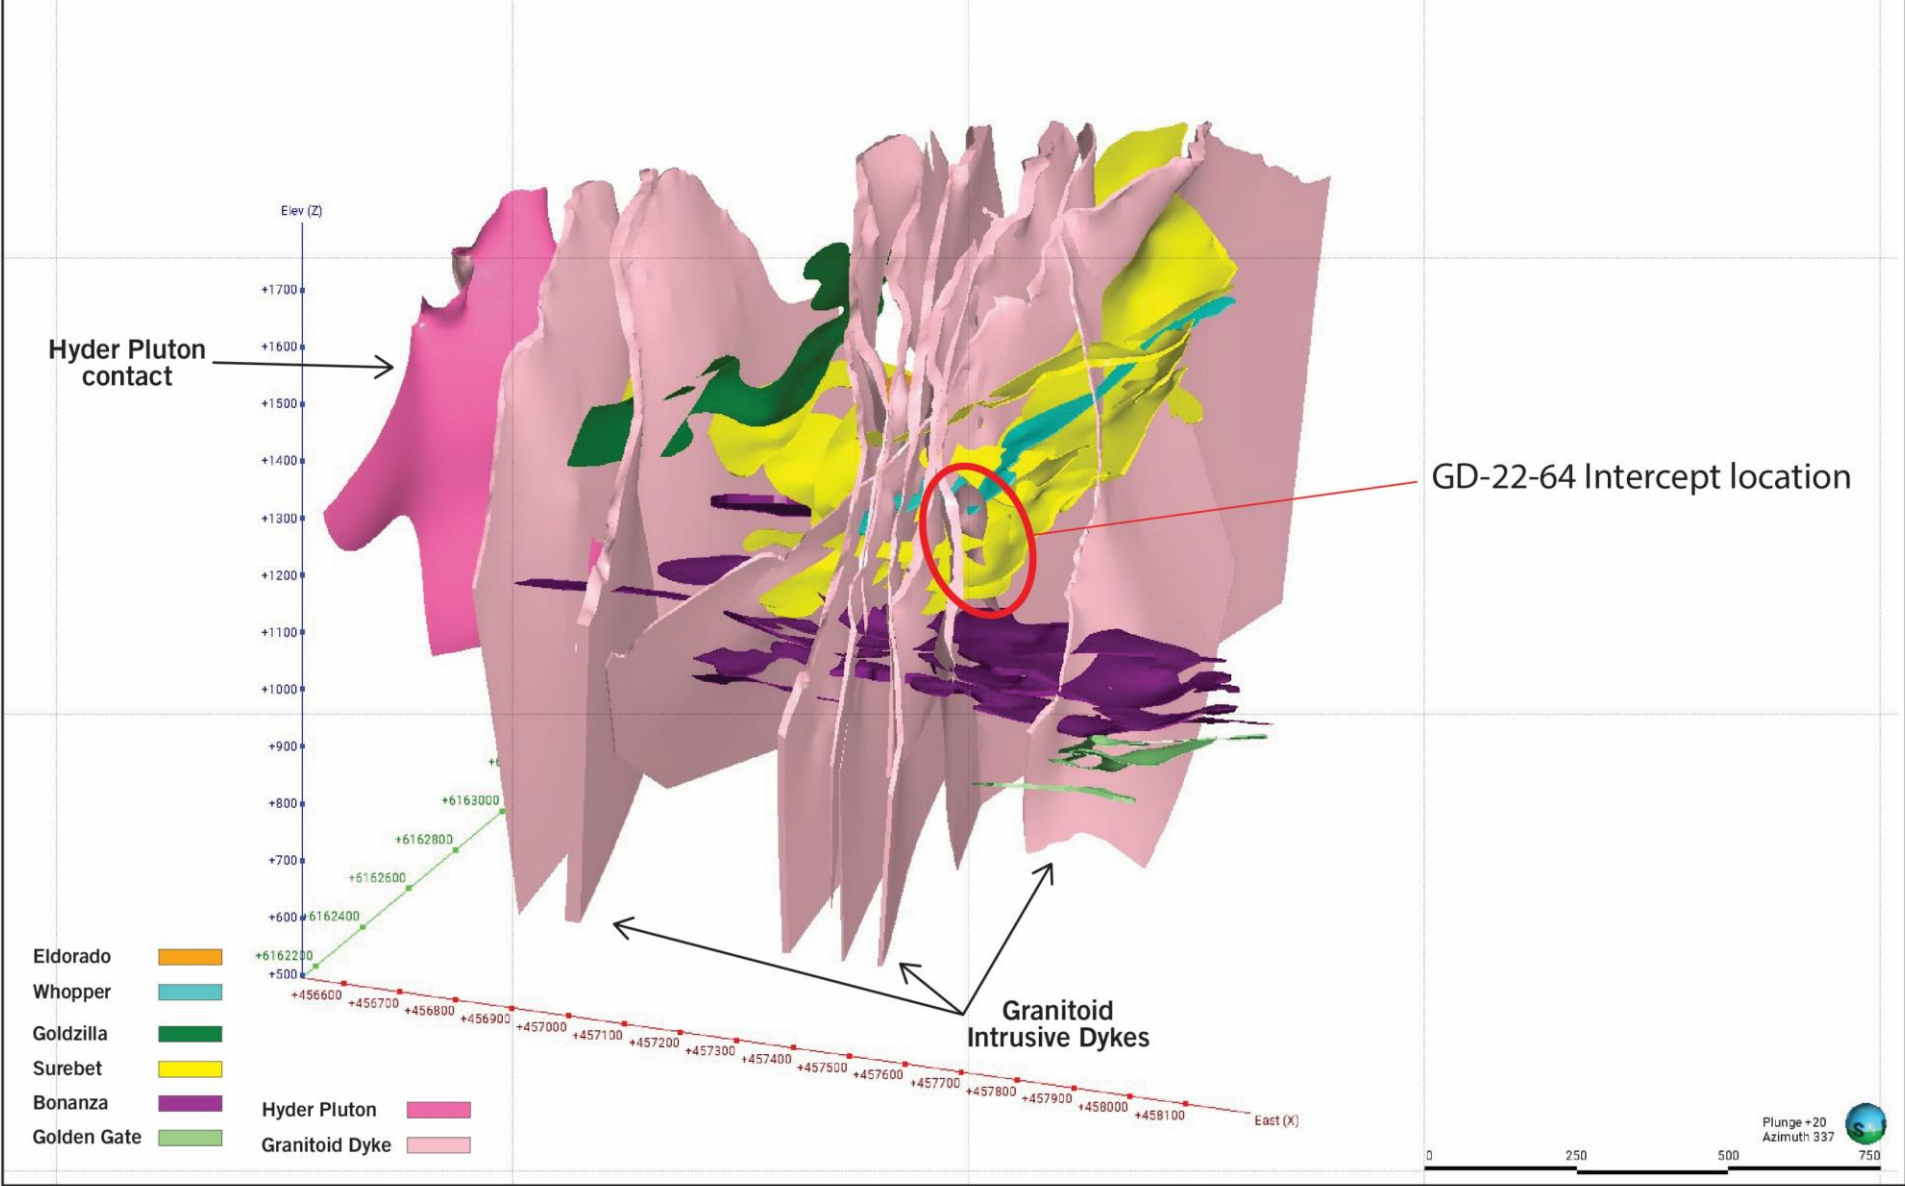 Elev (Z)
+1700
+1600
+1500
+1400
+1300
+1200
+1100
+1000
+900
+800
+700
+600
+500
Hyder Pluton
contact
GD-22-64 Intercept location
+6163000
+6162800
+6162600
+6162400
+6162200
+456600
+456700
+456800
+456900
+457000
+457100
+457200
+457300
+457400
+457500
+457600
+457700
+457800
+457900
+458000
+458100
East (X)
Granitoid
Intrusive Dykes
Eldorado
Whopper
Goldzilla
Surebet
Bonanza
Golden Gate
Hyder Pluton
Granitoid Dyke
Plunge +20
Azimuth 337
S
0 250 500 750